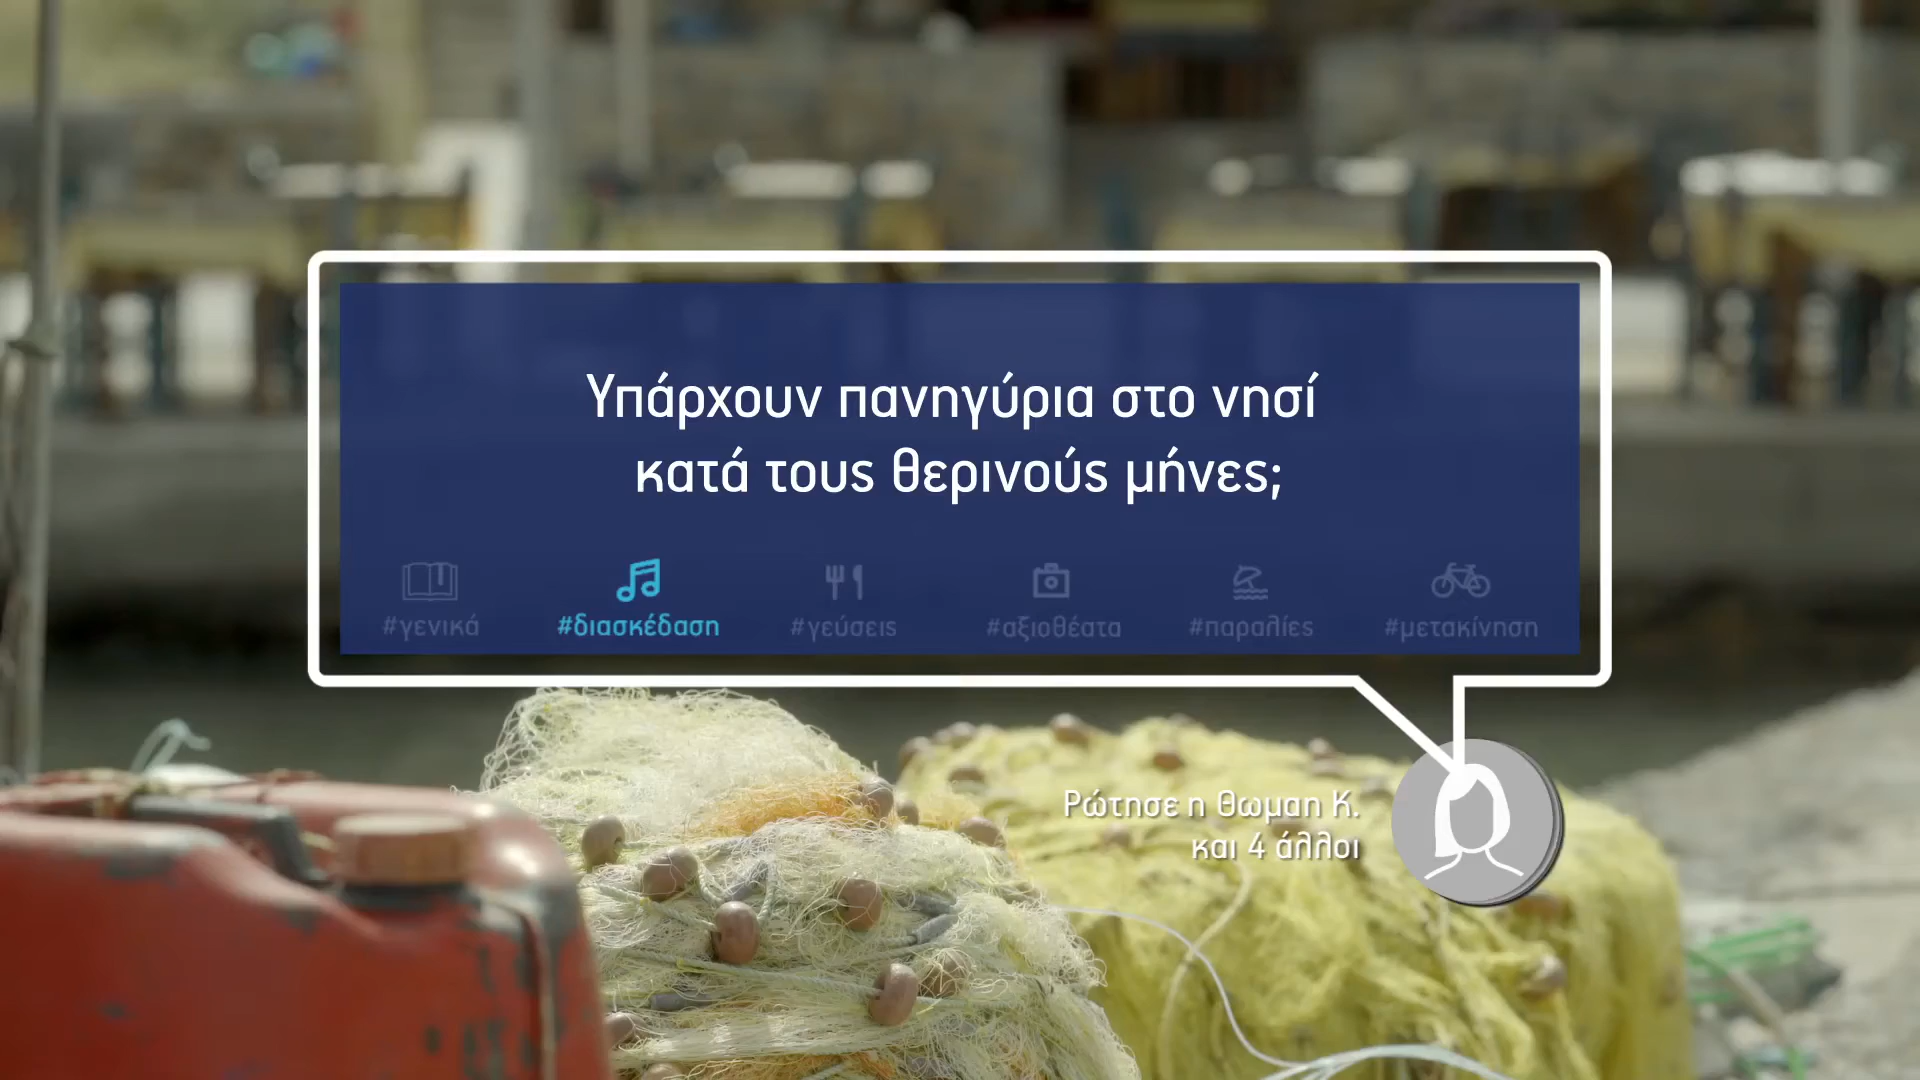 Υπάρχουν πανηγύρια στο νησί
κατά τους θερινούς μήνες;
#γενικά #διασκέδαση #γεύσεις #αξιοθέατα #παραλίες #μετακίνηση
Ρώτησε η Θωμαη Κ.
και 4 άλλοι